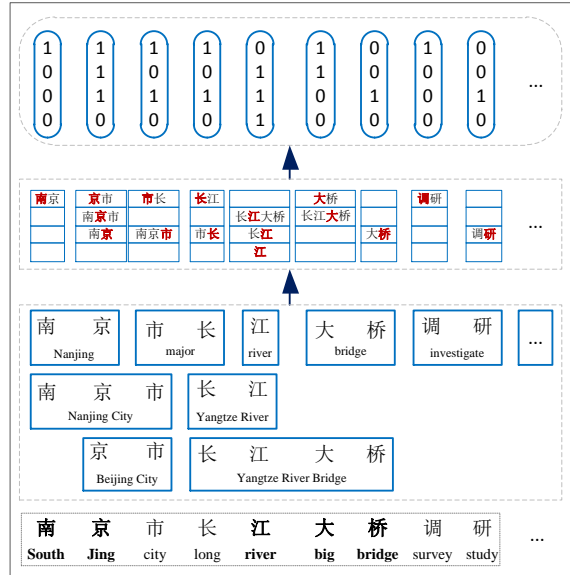 1 1 1 1 0 1 0 1 0
0 1 0 0 1 1 0 0 0
0 1 1 1 1 0 1 0 1
0 0 0 0 1 0 0 0 0 ...
南京 京市 市长 长江 大桥 调研
南京市 长江大桥 长江大桥
南京 南京市 市长 长江 大桥 调研 ...
江
南 京 市 长 江 大 桥 调 研 ...
Nanjing major river bridge investigate
南 京 市 长 江
Nanjing City Yangtze River
京 市 长 江 大 桥
Beijing City Yangtze River Bridge
南 京 市 长 江 大 桥 调 研 ...
South Jing city long river big bridge survey study